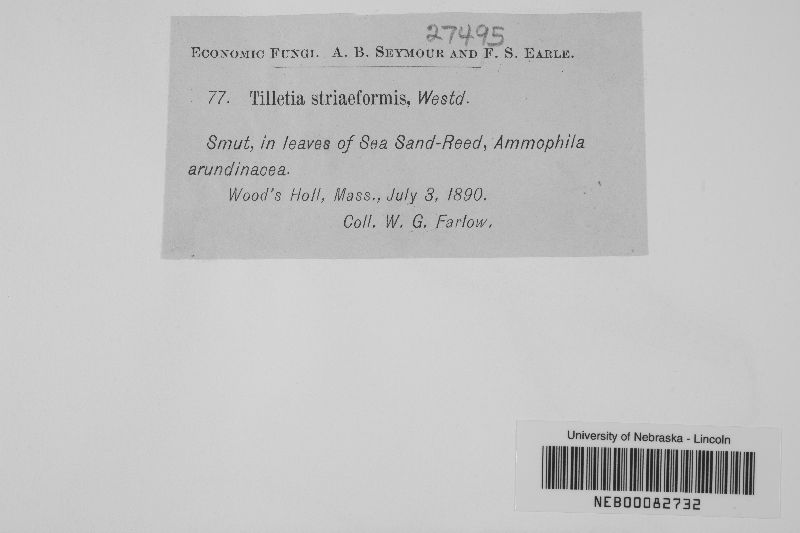 27495
Economic Fungi. A. B. Seymour and F. S. Earle.
77. Tilletia striaeformis, Westd.
Smut, in leaves of Sea Sand-Reed, Ammophila
arundinacea.
Wood's Holl, Mass., July 3, 1890.
Coll. W. G. Farlow.
University of Nebraska - Lincoln
NEB00082732